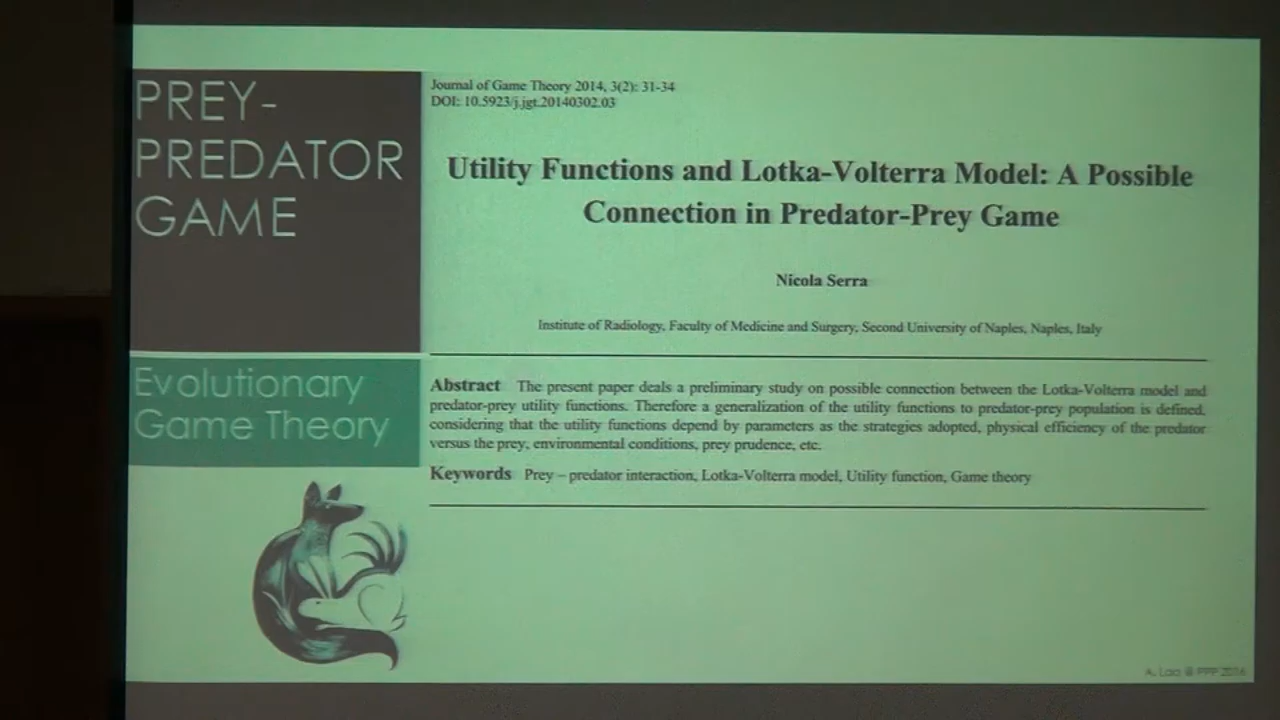 PREY-
PREDATOR
GAME
Evolutionary
Game Theory
Journal of Game Theory 2014, 3(2): 31-34
DOI: 10.5923/j.jgt.20140302.03
Utility Functions and Lotka-Volterra Model: A Possible
Connection in Predator-Prey Game
Nicola Serra
Institute of Radiology, Faculty of Medicine and Surgery, Second University of Naples, Naples, Italy
Abstract The present paper deals a preliminary study on possible connection between the Lotka-Volterra model and
predator-prey utility functions. Therefore a generalization of the utility functions to predator-prey population is defined,
considering that the utility functions depend by parameters as the strategies adopted, physical efficiency of the predator
versus the prey, environmental conditions, prey prudence, etc.
Keywords Prey – predator interaction, Lotka-Volterra model, Utility function, Game theory
A. Lao @ PPP 2016